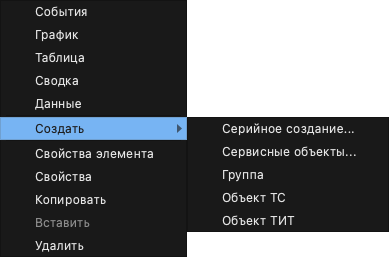 События
График
Таблица
Сводка
Данные
Создать
Свойства элемента
Свойства
Копировать
Вставить
Удалить
Серийное создание...
Сервисные объекты...
Группа
Объект ТС
Объект ТИТ